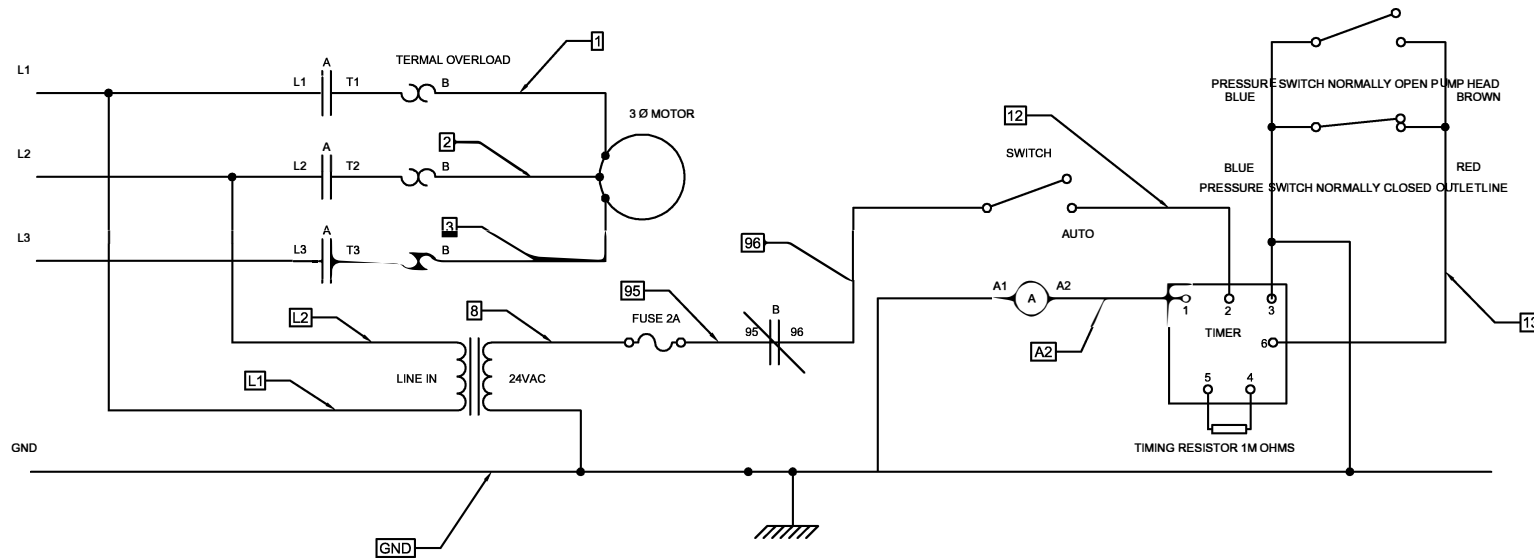 1
TERMAL OVERLOAD
L1
A
L1
T1
B
PRESSURE SWITCH NORMALLY OPEN PUMP HEAD
BLUE
BROWN
3 Ø MOTOR
12
2
L2
A
L2
T2
B
SWITCH
BLUE
RED
PRESSURE SWITCH NORMALLY CLOSED OUTLETLINE
3
L3
A
L3
T3
B
AUTO
96
95
A1
A
A2
1
2
3
L2
8
FUSE 2A
B
95
96
TIMER
13
6
A2
L1
LINE IN
24VAC
5
4
GND
TIMING RESISTOR 1M OHMS
GND